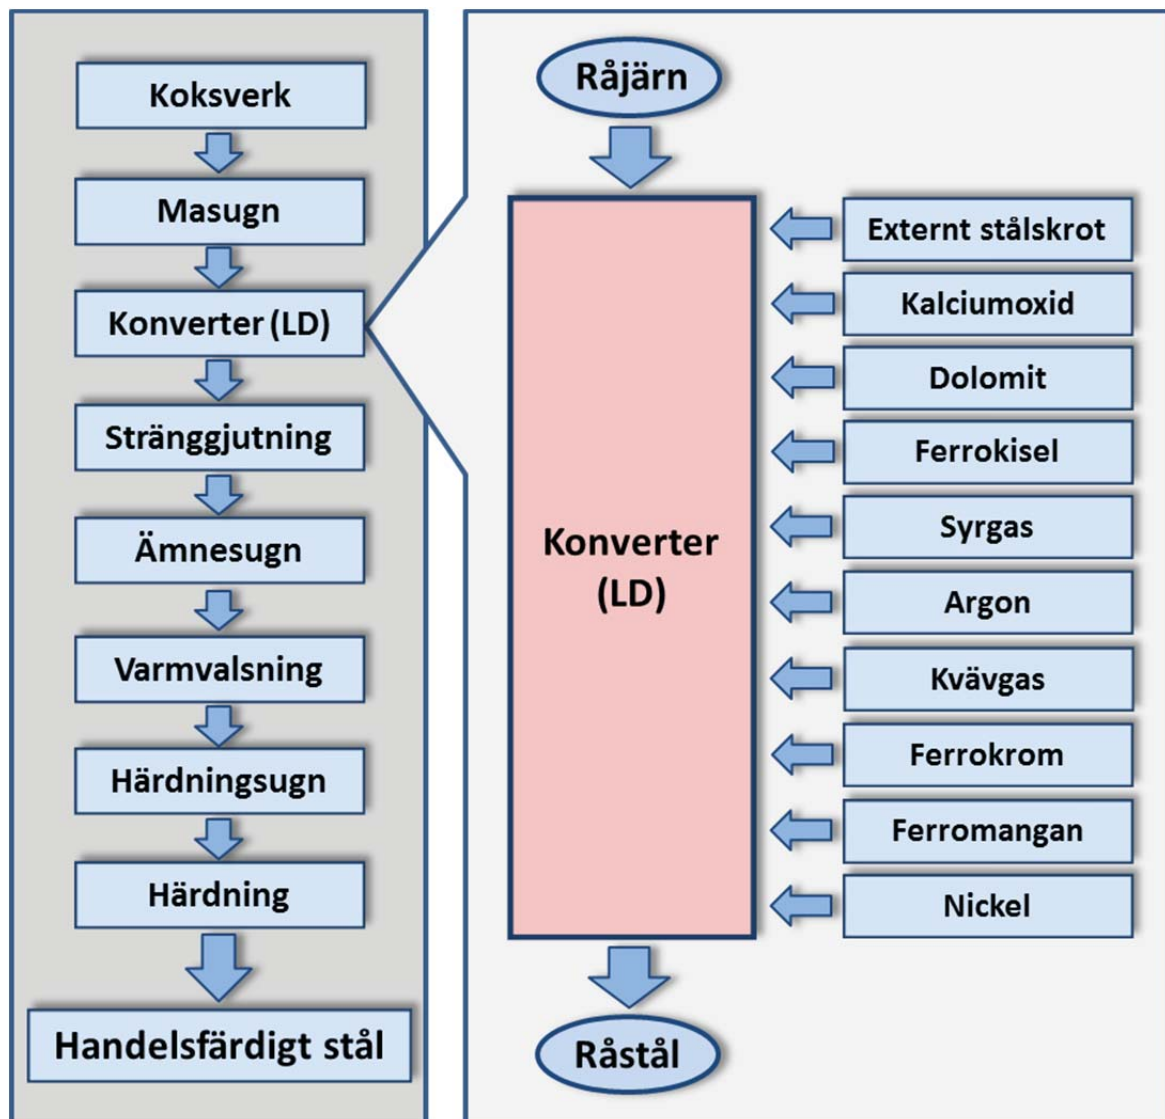 Koksverk
Masugn
Konverter (LD)
Stränggjutning
Ämnesugn
Varmvalsning
Härdningsugn
Härdning
Handelsfärdigt stål
Råjärn
Konverter
(LD)
Råstål
Externt stålskrot
Kalciumoxid
Dolomit
Ferrokisel
Syrgas
Argon
Kvävgas
Ferrokrom
Ferromangan
Nickel